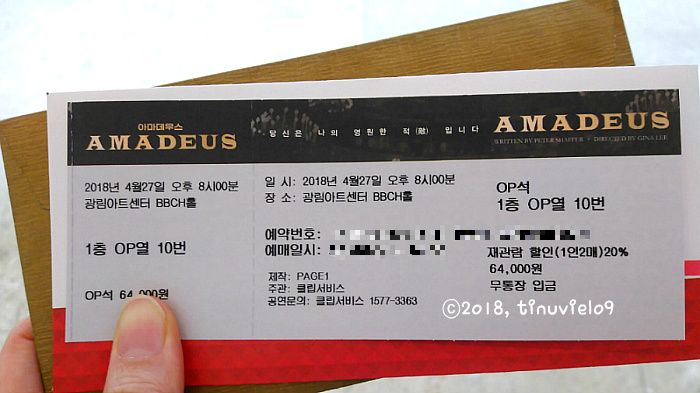 아마데우스
AMADEUS
당신은 나의 영원한 적(敵)입니다
AMADEUS
WRITTEN BY PETER SHAFFER • DIRECTED BY GINA LEE
2018년 4월27일 오후 8시00분
광림아트센터 BBCH홀
1층 OP열 10번
OP석 64,000원
일 시: 2018년 4월27일 오후 8시00분
장 소: 광림아트센터 BBCH홀
예약번호:
예매일시:
제작: PAGE1
주관: 클립서비스
공연문의: 클립서비스 1577-3363
OP석
1층 OP열 10번
재관람 할인(1인2매)20%
64,000원
무통장 입금
©2018, tinuviel09